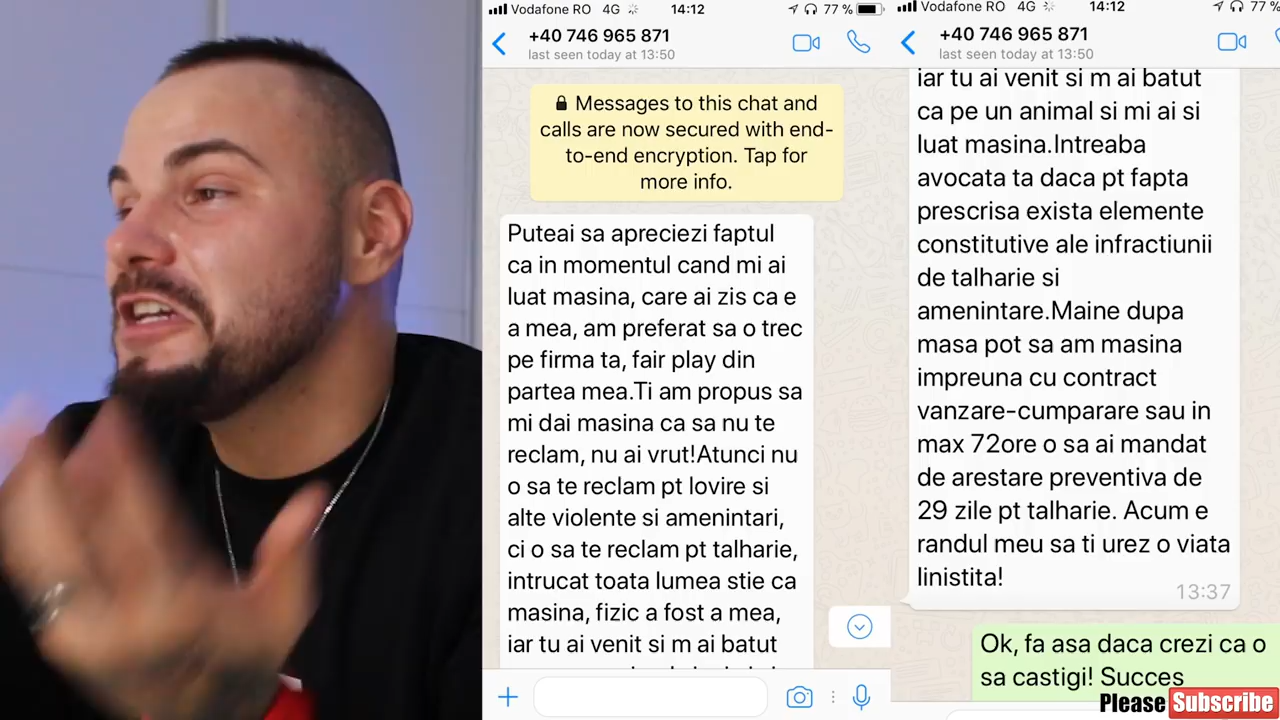 Vodafone RO 4G 14:12 77 %
+40 746 965 871
last seen today at 13:50
Messages to this chat and
calls are now secured with end-
to-end encryption. Tap for
more info.
Puteai sa apreciezi faptul
ca in momentul cand mi ai
luat masina, care ai zis ca e
a mea, am preferat sa o trec
pe firma ta, fair play din
partea mea.Ti am propus sa
mi dai masina ca sa nu te
reclam, nu ai vrut!Atunci nu
o sa te reclam pt lovire si
alte violente si amenintari,
ci o sa te reclam pt talharie,
intrucat toata lumea stie ca
masina, fizic a fost a mea,
iar tu ai venit si m ai batut
Vodafone RO 4G 14:12 77 %
+40 746 965 871
last seen today at 13:50
iar tu ai venit si m ai batut
ca pe un animal si mi ai si
luat masina.Intreaba
avocata ta daca pt fapta
prescrisa exista elemente
constitutive ale infractiunii
de talharie si
amenintare.Maine dupa
masa pot sa am masina
impreuna cu contract
vanzare-cumparare sau in
max 72ore o sa ai mandat
de arestare preventiva de
29 zile pt talharie. Acum e
randul meu sa ti urez o viata
linistita!
13:37
Ok, fa asa daca crezi ca o
sa castigi! Succes
Please Subscribe